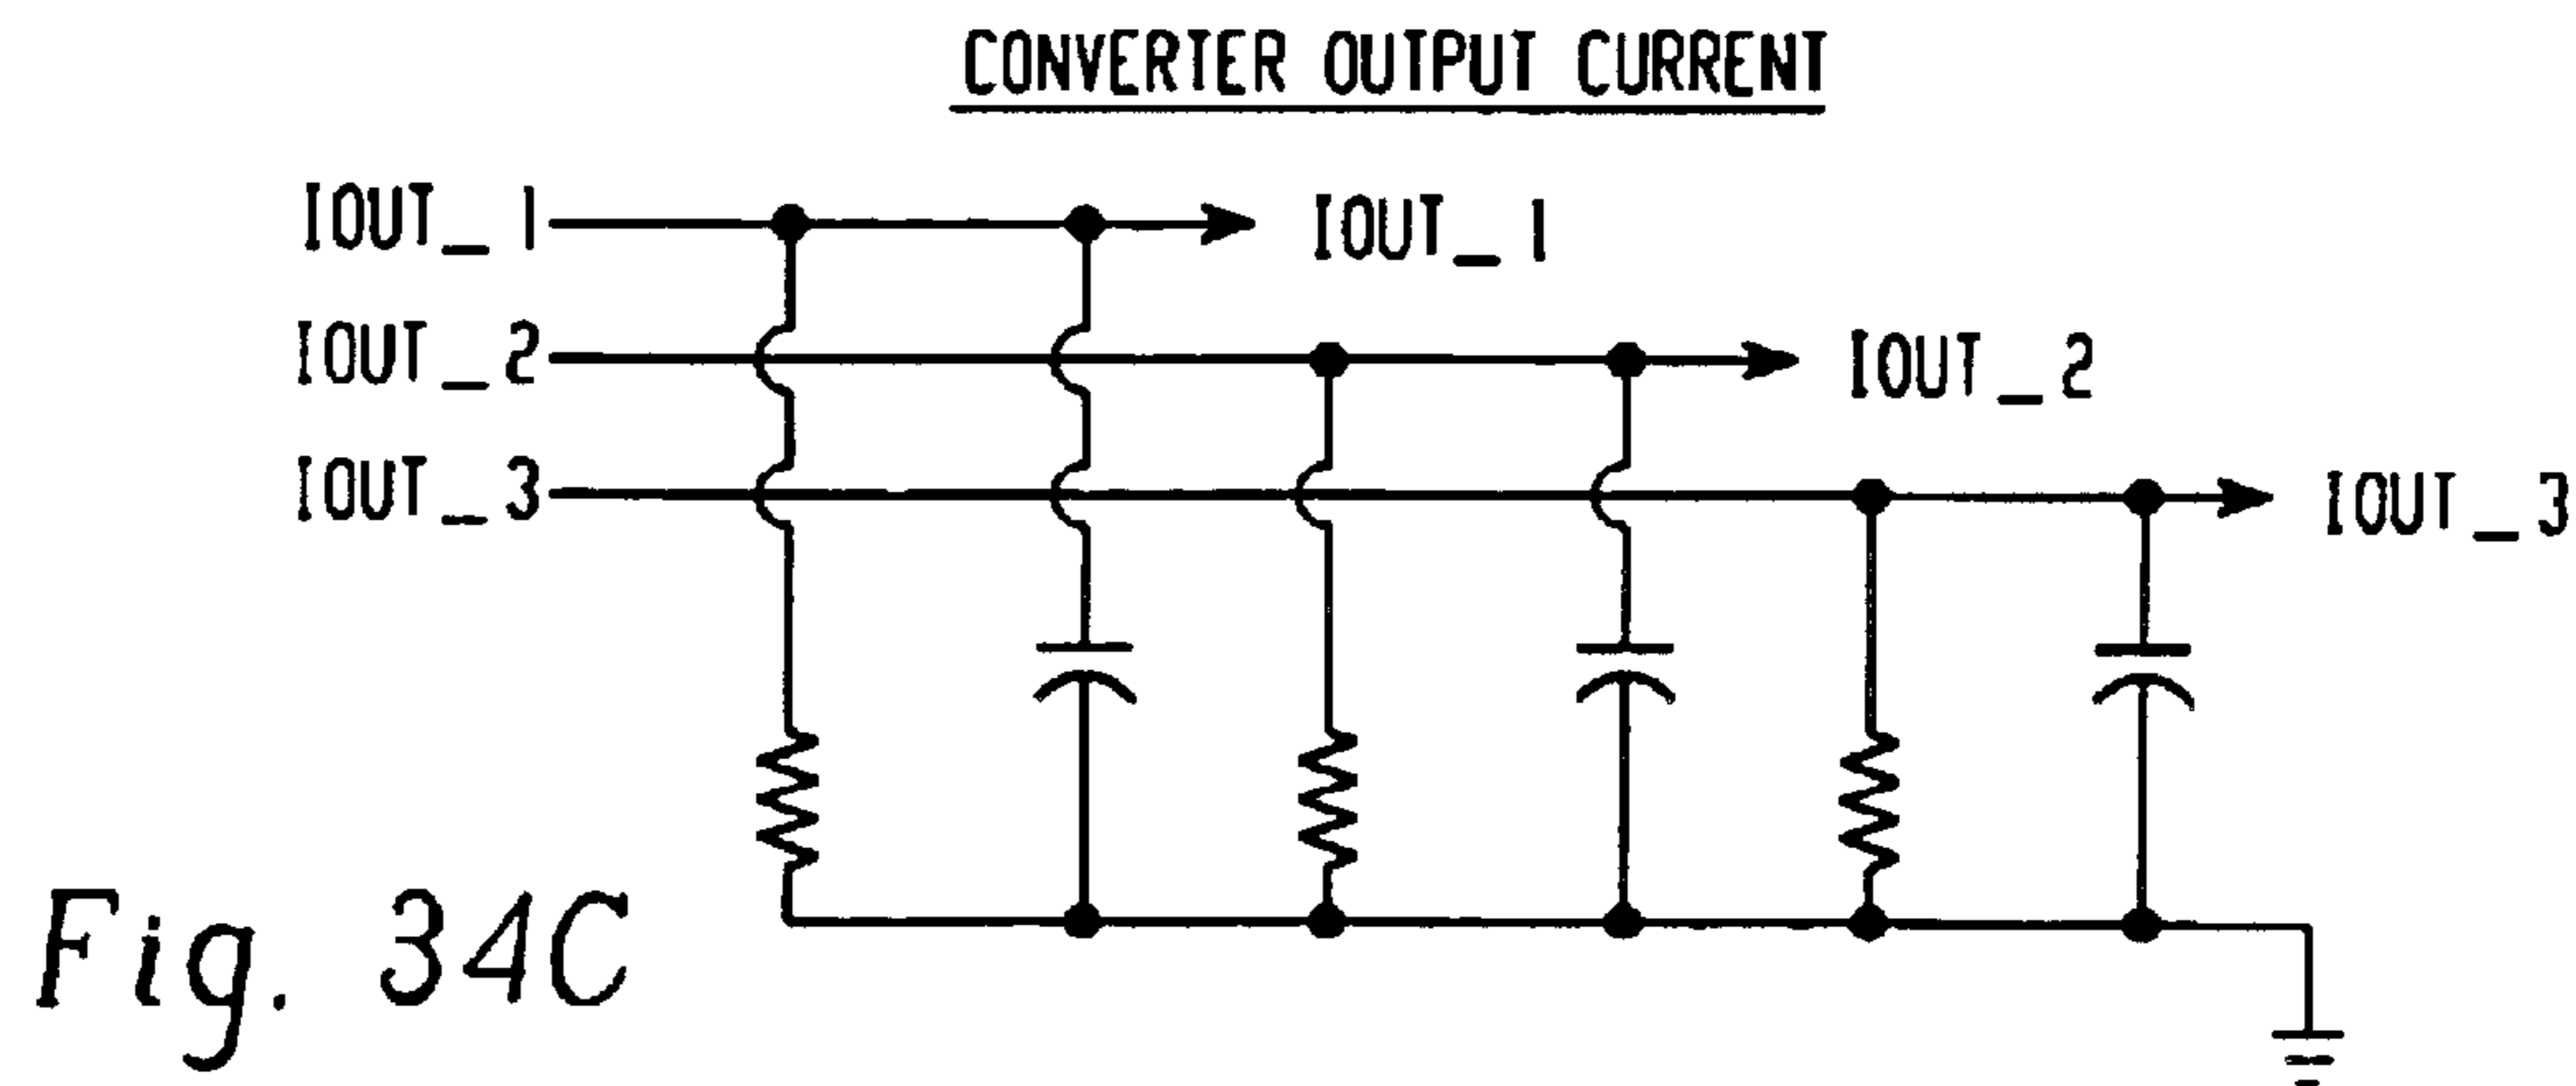 CONVERTER OUTPUT CURRENT
IOUT_1 IOUT_1
IOUT_2 IOUT_2
IOUT_3 IOUT_3
Fig. 34C